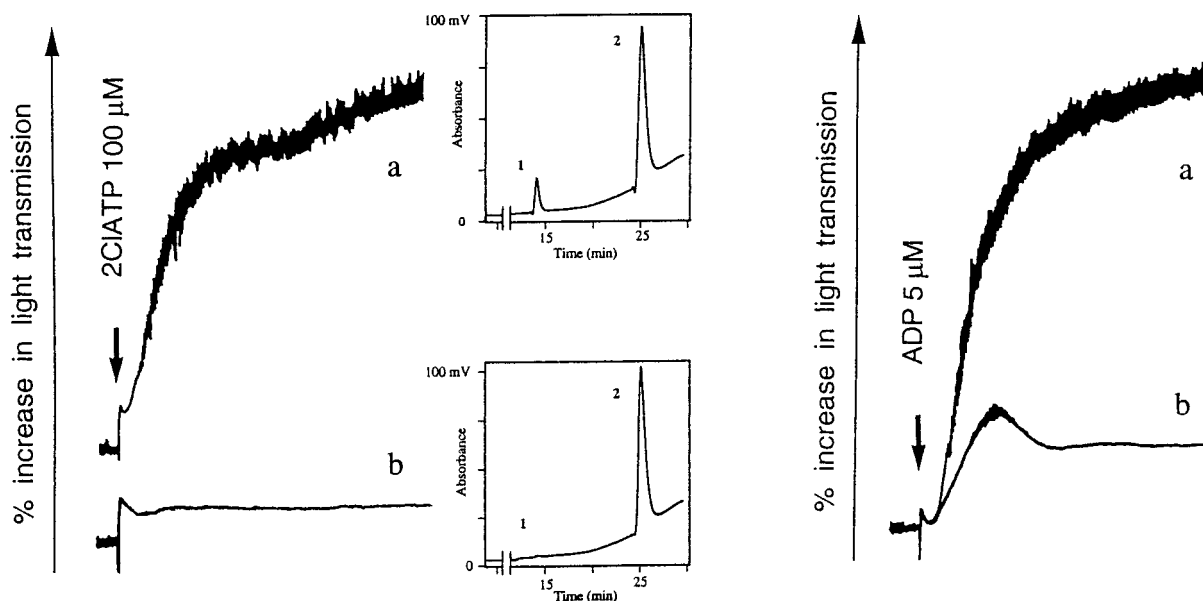 % increase in light transmission
2ClATP 100 µM
a
b
100 mV
Absorbance
0
1
2
15
25
Time (min)
100 mV
Absorbance
0
1
2
15
25
Time (min)
% increase in light transmission
ADP 5 µM
a
b